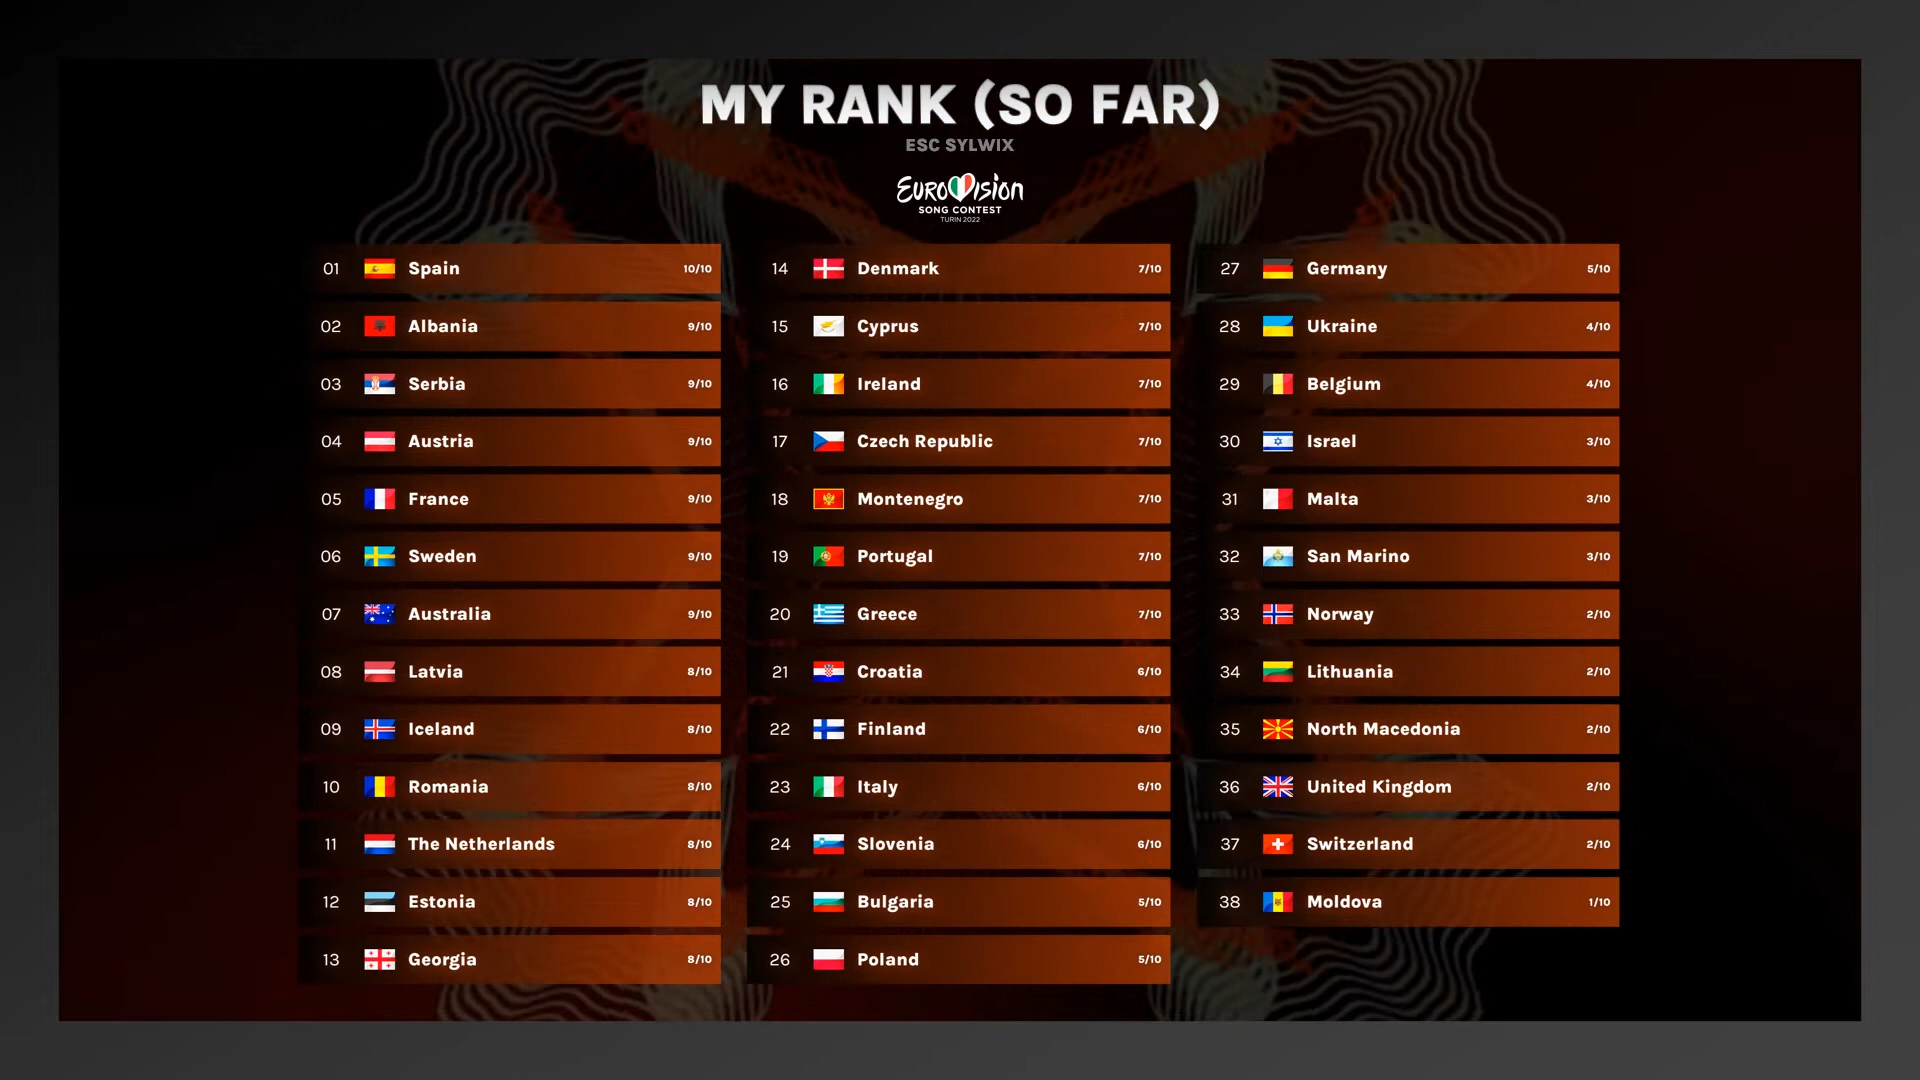 MY RANK (SO FAR)
ESC SYLWIX
EUROVISION
SONG CONTEST
TURIN 2022
01 Spain 10/10
02 Albania 9/10
03 Serbia 9/10
04 Austria 9/10
05 France 9/10
06 Sweden 9/10
07 Australia 9/10
08 Latvia 8/10
09 Iceland 8/10
10 Romania 8/10
11 The Netherlands 8/10
12 Estonia 8/10
13 Georgia 8/10
14 Denmark 7/10
15 Cyprus 7/10
16 Ireland 7/10
17 Czech Republic 7/10
18 Montenegro 7/10
19 Portugal 7/10
20 Greece 7/10
21 Croatia 6/10
22 Finland 6/10
23 Italy 6/10
24 Slovenia 6/10
25 Bulgaria 5/10
26 Poland 5/10
27 Germany 5/10
28 Ukraine 4/10
29 Belgium 4/10
30 Israel 3/10
31 Malta 3/10
32 San Marino 3/10
33 Norway 2/10
34 Lithuania 2/10
35 North Macedonia 2/10
36 United Kingdom 2/10
37 Switzerland 2/10
38 Moldova 1/10